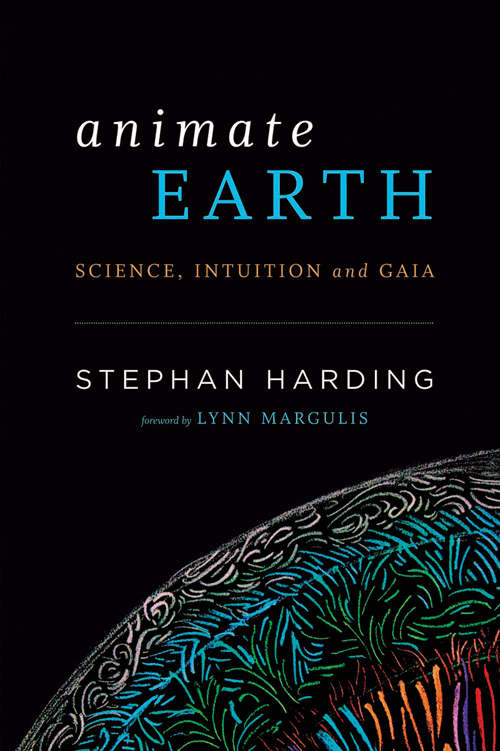 animate
EARTH
SCIENCE, INTUITION and GAIA
STEPHAN HARDING
foreword by LYNN MARGULIS